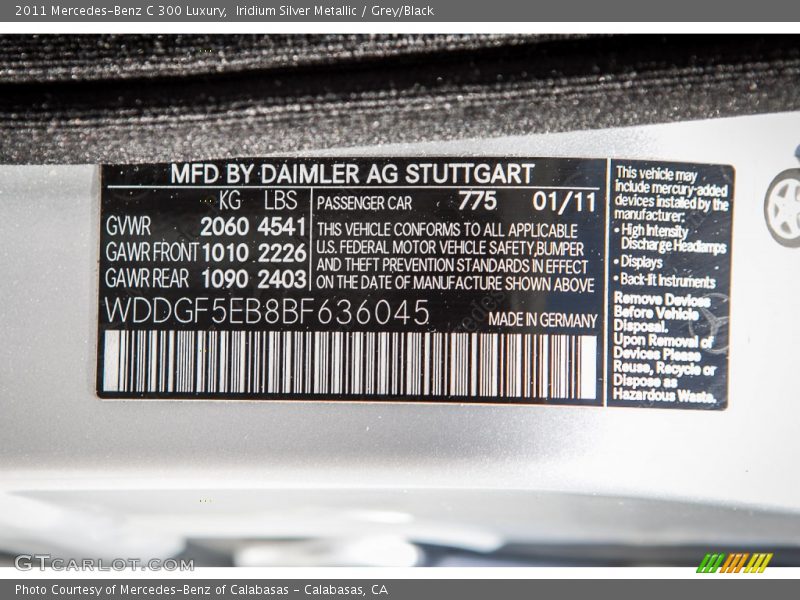 2011 Mercedes-Benz C 300 Luxury, Iridium Silver Metallic / Grey/Black
MFD BY DAIMLER AG STUTTGART
KG LBS
GVWR 2060 4541
GAWR FRONT 1010 2226
GAWR REAR 1090 2403
PASSENGER CAR 775 01/11
THIS VEHICLE CONFORMS TO ALL APPLICABLE
U.S. FEDERAL MOTOR VEHICLE SAFETY,BUMPER
AND THEFT PREVENTION STANDARDS IN EFFECT
ON THE DATE OF MANUFACTURE SHOWN ABOVE
WDDGF5EB8BF636045
MADE IN GERMANY
This vehicle may
include mercury-added
devices installed by the
manufacturer:
• High Intensity
Discharge Headlamps
• Displays
• Back-lit Instruments
Remove Devices
Before Vehicle
Disposal.
Upon Removal of
Devices Please
Reuse, Recycle or
Dispose as
Hazardous Waste.
GTCARLOT.COM
Photo Courtesy of Mercedes-Benz of Calabasas - Calabasas, CA